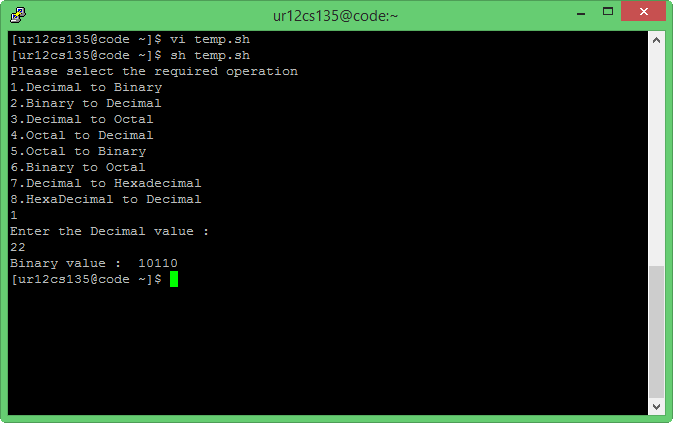 ur12cs135@code:~
[ur12cs135@code ~]$ vi temp.sh
[ur12cs135@code ~]$ sh temp.sh
Please select the required operation
1.Decimal to Binary
2.Binary to Decimal
3.Decimal to Octal
4.Octal to Decimal
5.Octal to Binary
6.Binary to Octal
7.Decimal to Hexadecimal
8.HexaDecimal to Decimal
1
Enter the Decimal value :
22
Binary value :  10110
[ur12cs135@code ~]$